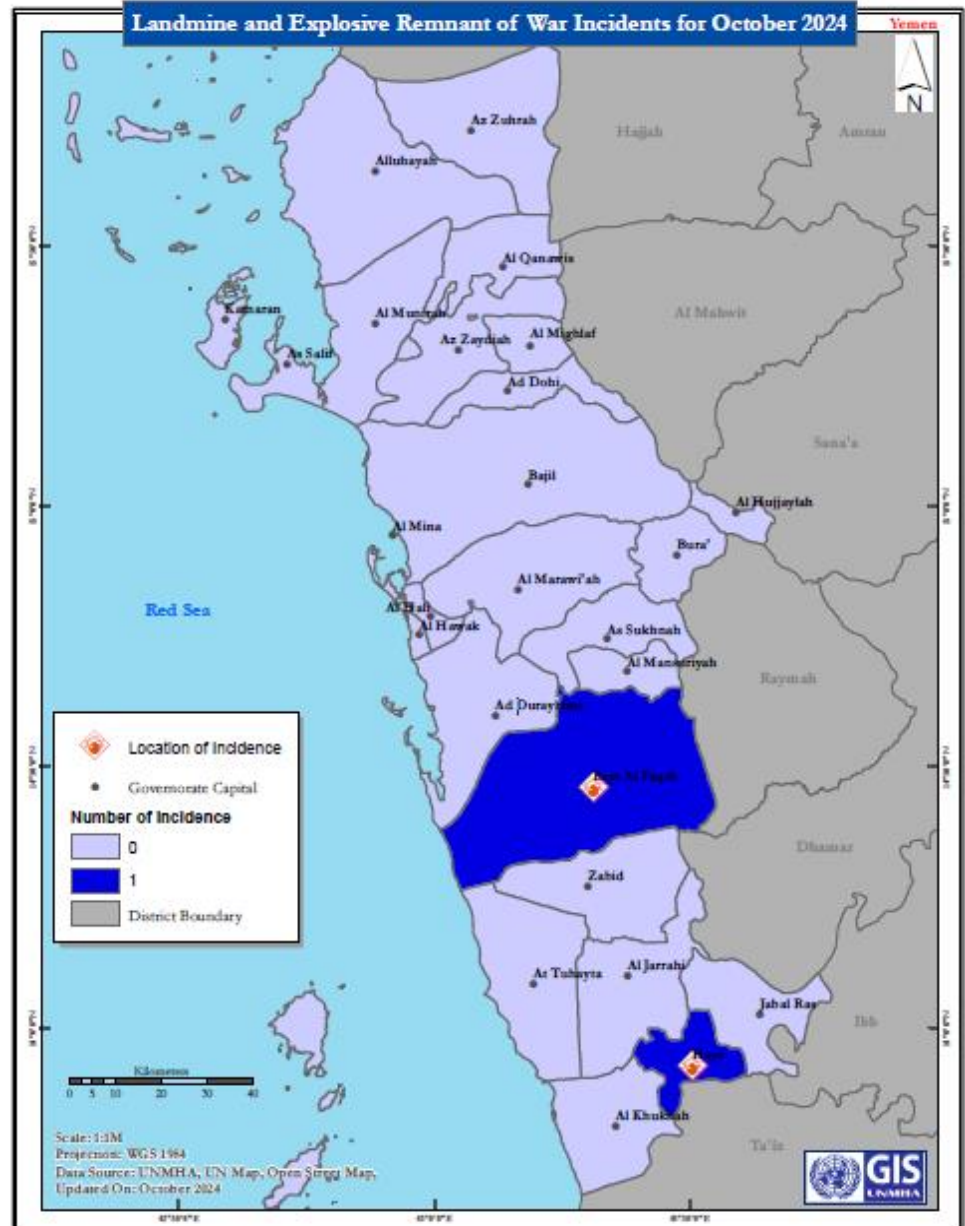 Landmine and Explosive Remnant of War Incidents for October 2024
Yemen
N
Az Zuhrah
Hajjah
Amran
Alluhayah
Al Qanawis
Kamaran
Al Munirah
Al Mahwit
Az Zaydiah
Al Mighlaf
As Salif
Ad Dohi
Sana'a
Bajil
Al Hujjaylah
Al Mina
Bura'
Al Marawi'ah
Red Sea
Al Hali
Al Hawak
As Sukhnah
Al Mansuriyah
Raymah
Ad
Location of Incidence
Governorate Capital
Number of Incidence
0
1
District Boundary
Dhamar
Zabid
At Tuhayta
Al Jarrahi
Jabal Ras
Ibb
Kilometers
0 5 10 20 30 40
Al Khukhah
Ta'iz
Scale: 1:1M
Projection: WGS 1984
Data Source: UNMHA, UN Map, Open Street Map,
Updated On: October 2024
GIS
UNMHA